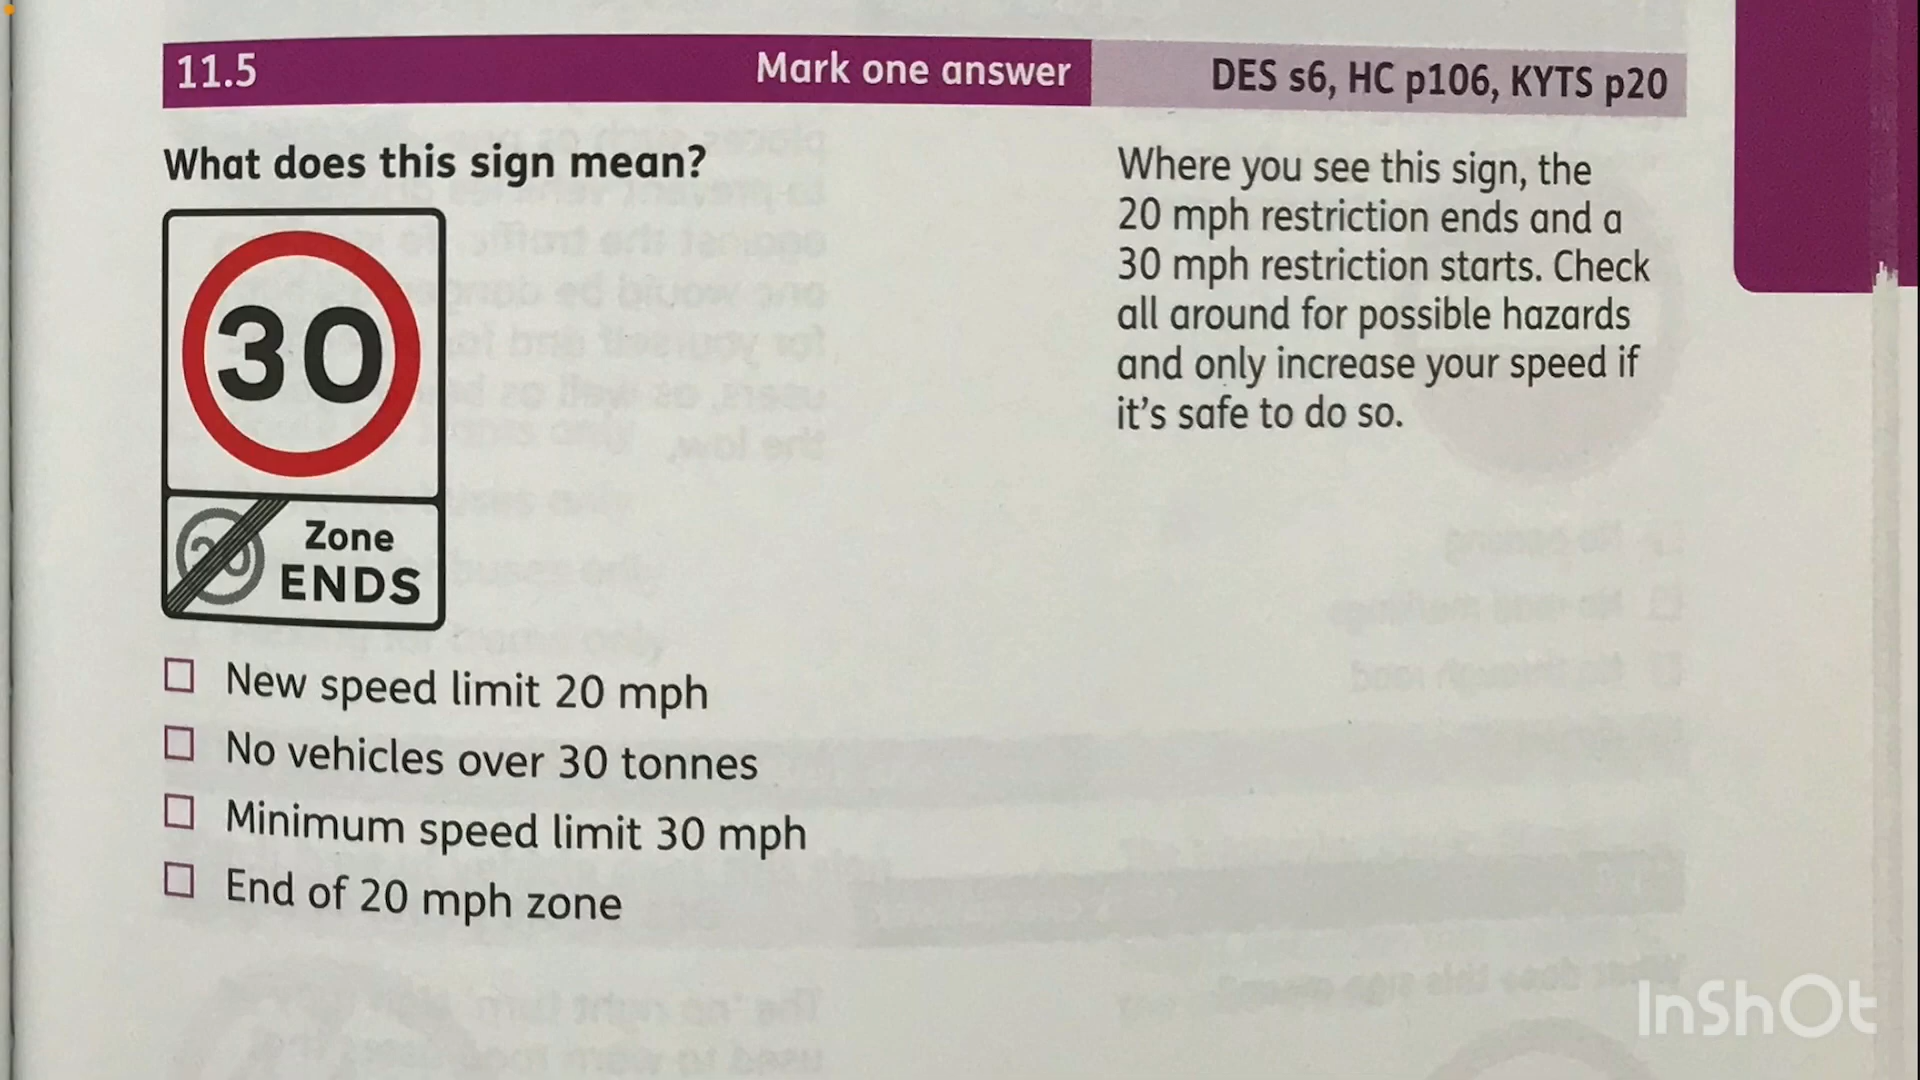 11.5
Mark one answer
DES s6, HC p106, KYTS p20
What does this sign mean?
30
20
Zone
ENDS
New speed limit 20 mph
No vehicles over 30 tonnes
Minimum speed limit 30 mph
End of 20 mph zone
Where you see this sign, the
20 mph restriction ends and a
30 mph restriction starts. Check
all around for possible hazards
and only increase your speed if
it's safe to do so.
InShOt